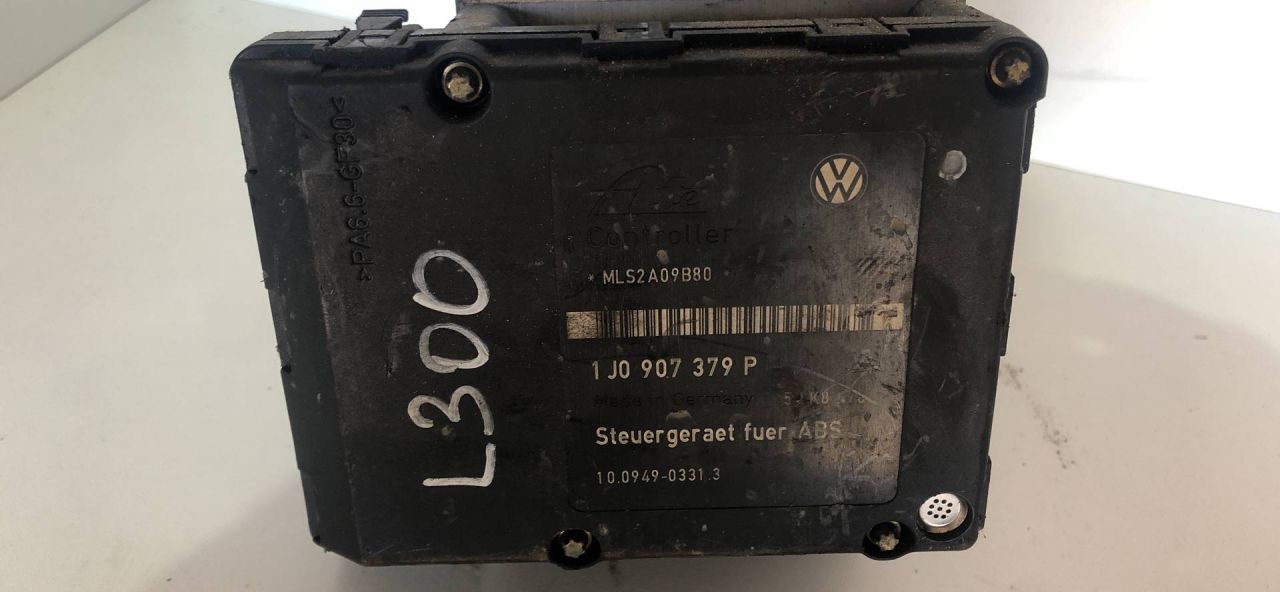 >PA6.6-GF30<
L300
Ate
Controller
* MLS2A09B80
1J0 907 379 P
Made in Germany
Steuergeraet fuer ABS
10.0949-0331.3